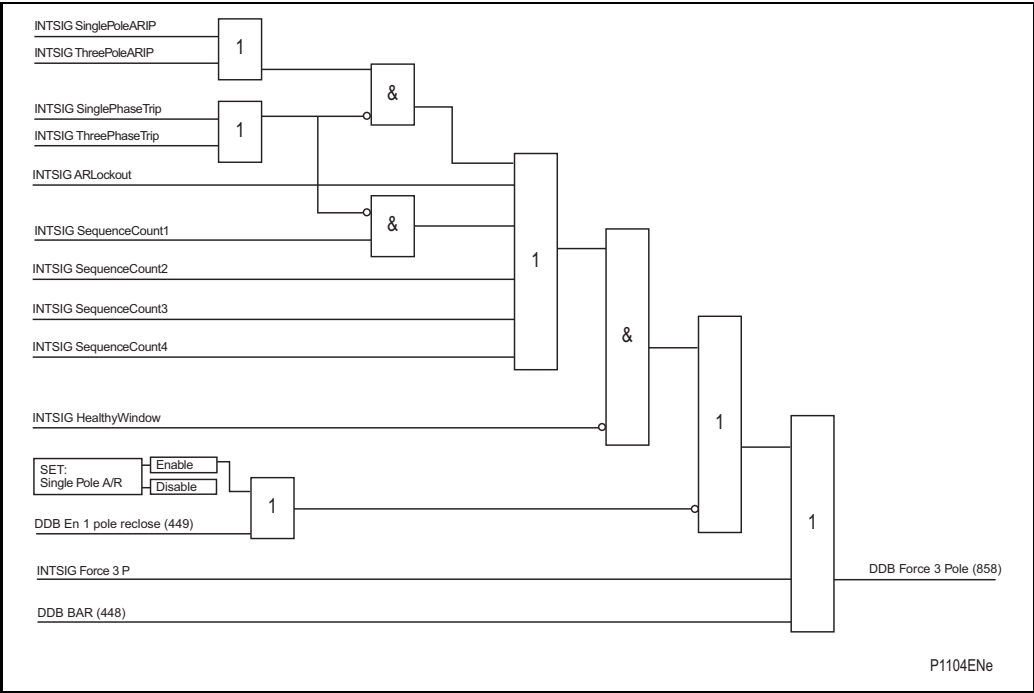 INTSIG SinglePoleARIP
INTSIG ThreePoleARIP
1
&
INTSIG SinglePhaseTrip
INTSIG ThreePhaseTrip
1
INTSIG ARLockout
INTSIG SequenceCount1
&
INTSIG SequenceCount2
INTSIG SequenceCount3
INTSIG SequenceCount4
1
&
INTSIG HealthyWindow
1
SET:
Single Pole A/R
Enable
Disable
1
DDB En 1 pole reclose (449)
1
INTSIG Force 3 P
DDB Force 3 Pole (858)
DDB BAR (448)
P1104ENe